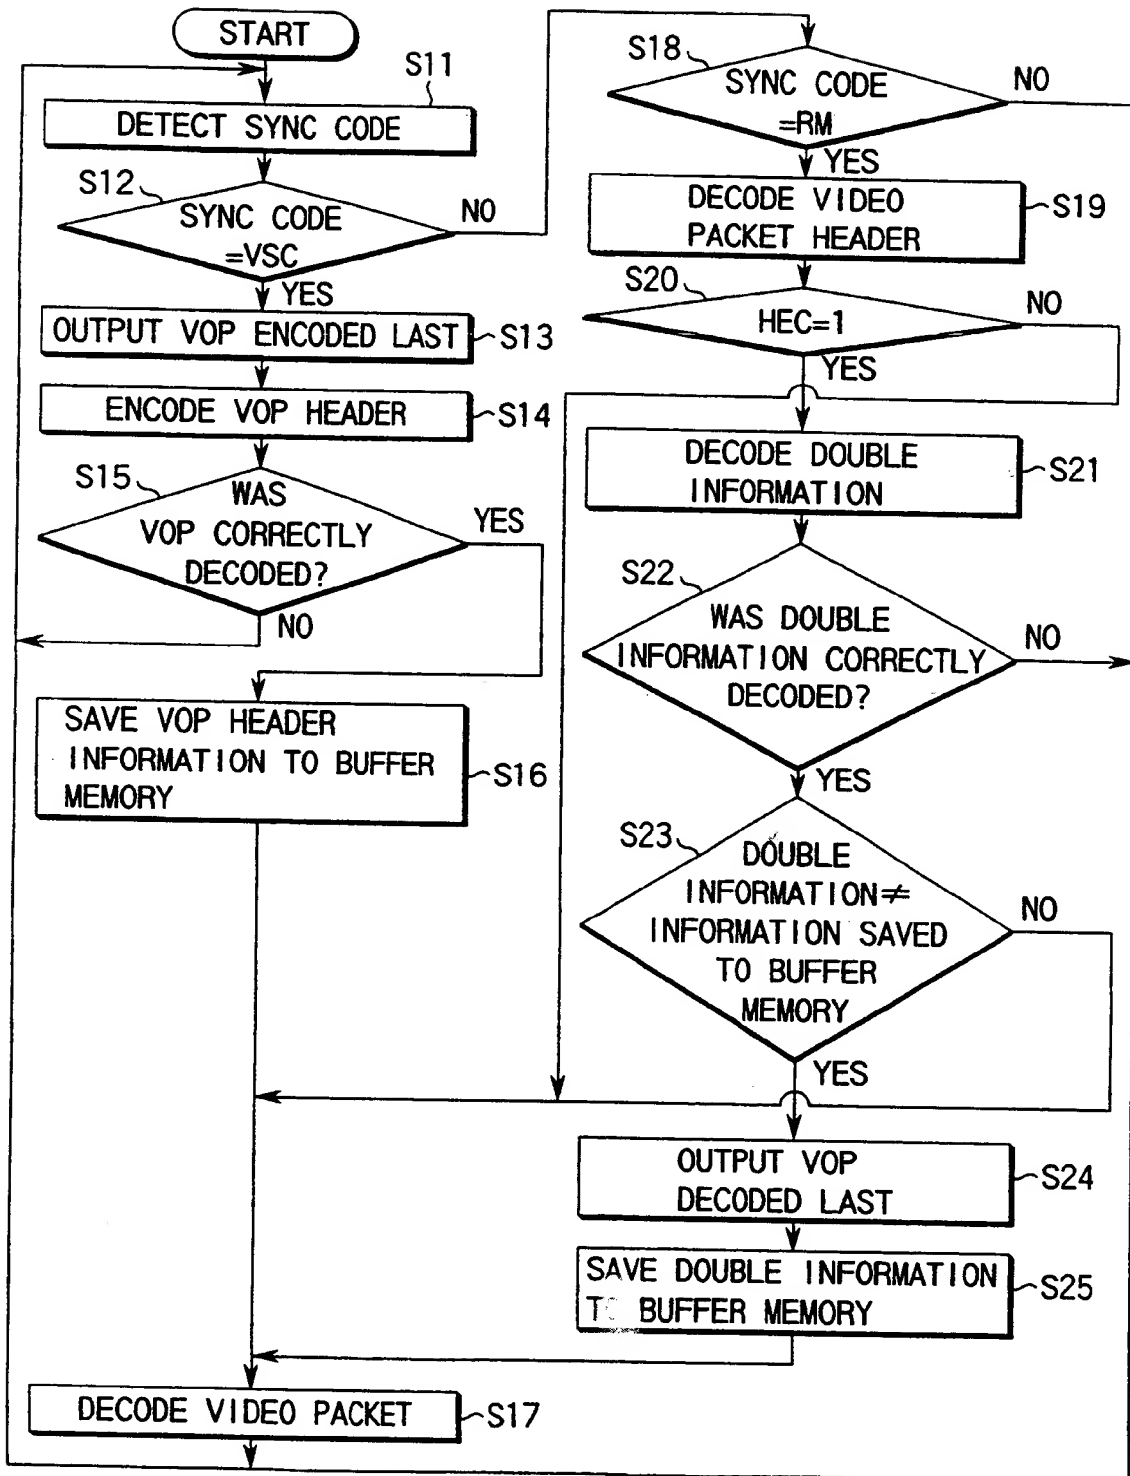 START
S11
DETECT SYNC CODE
S12
SYNC CODE
=VSC
NO
YES
OUTPUT VOP ENCODED LAST
S13
ENCODE VOP HEADER
S14
S15
WAS
VOP CORRECTLY
DECODED?
YES
NO
SAVE VOP HEADER
INFORMATION TO BUFFER
MEMORY
S16
DECODE VIDEO PACKET
S17
S18
SYNC CODE
=RM
NO
YES
DECODE VIDEO
PACKET HEADER
S19
S20
HEC=1
NO
YES
DECODE DOUBLE
INFORMATION
S21
S22
WAS DOUBLE
INFORMATION CORRECTLY
DECODED?
NO
YES
S23
DOUBLE
INFORMATION≠
INFORMATION SAVED
TO BUFFER
MEMORY
NO
YES
OUTPUT VOP
DECODED LAST
S24
SAVE DOUBLE INFORMATION
TO BUFFER MEMORY
S25